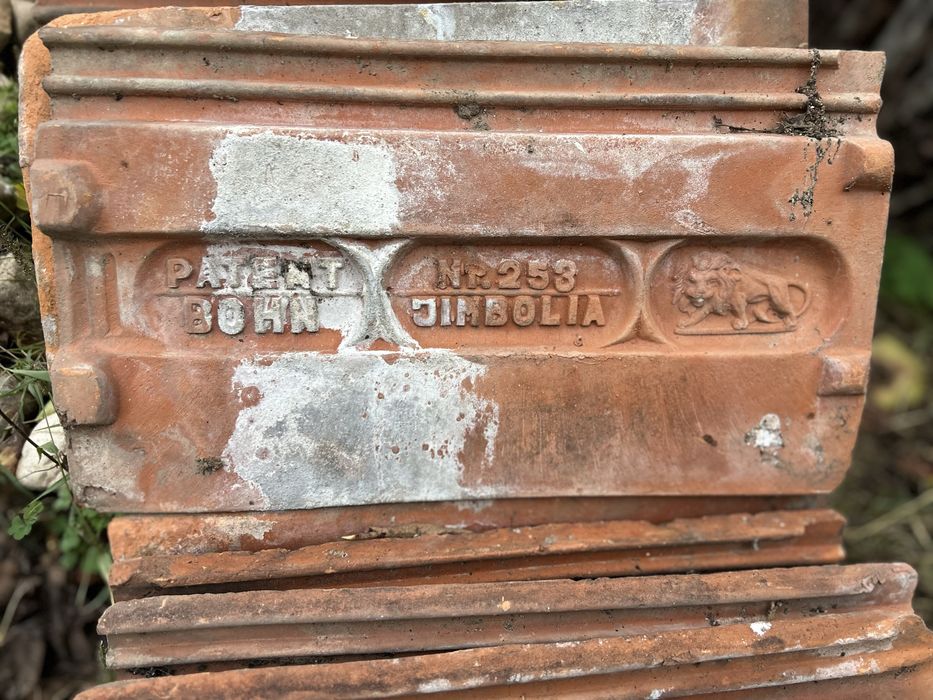 PATENT
BOHN
NR.253
JIMBOLIA